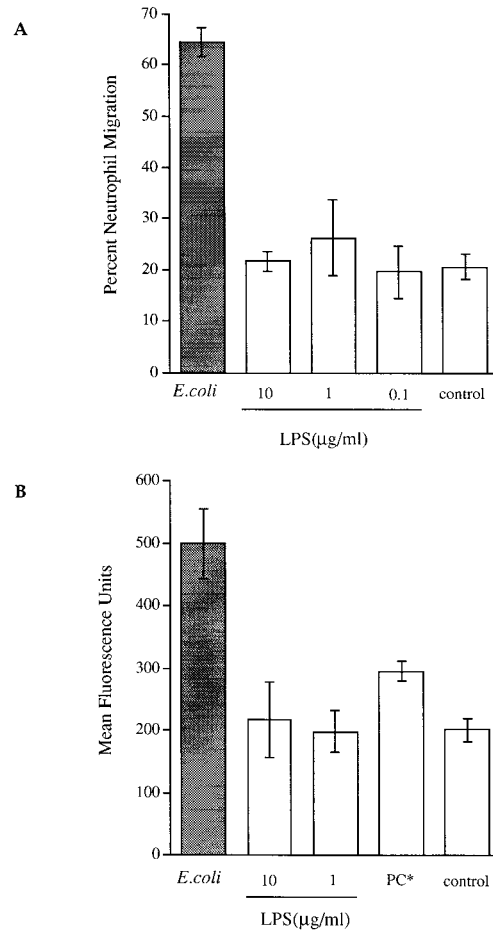 A
Percent Neutrophil Migration
70
60
50
40
30
20
10
0
E.coli
10
1
0.1
control
LPS(µg/ml)
B
Mean Fluorescence Units
600
500
400
300
200
100
0
E.coli
10
1
PC*
control
LPS(µg/ml)